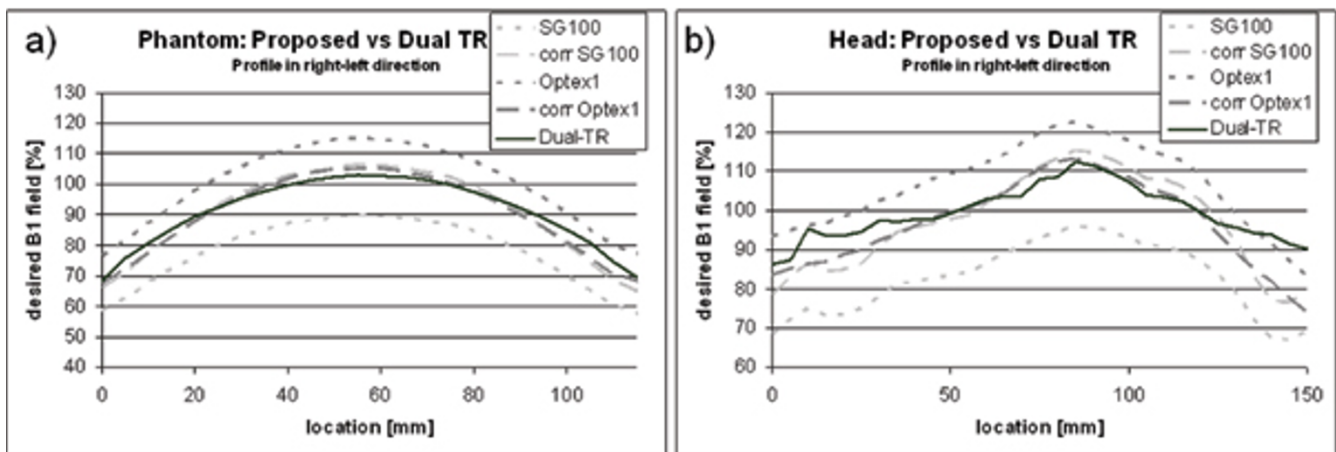 a)
Phantom: Proposed vs Dual TR
Profile in right-left direction
SG100
corr SG100
Optex1
corr Optex1
Dual-TR
desired B1 field [%]
130
120
110
100
90
80
70
60
50
40
0 20 40 60 80 100
location [mm]
b)
Head: Proposed vs Dual TR
Profile in right-left direction
SG100
corr SG100
Optex1
corr Optex1
Dual-TR
desired B1 field [%]
130
120
110
100
90
80
70
60
0 50 100 150
location [mm]